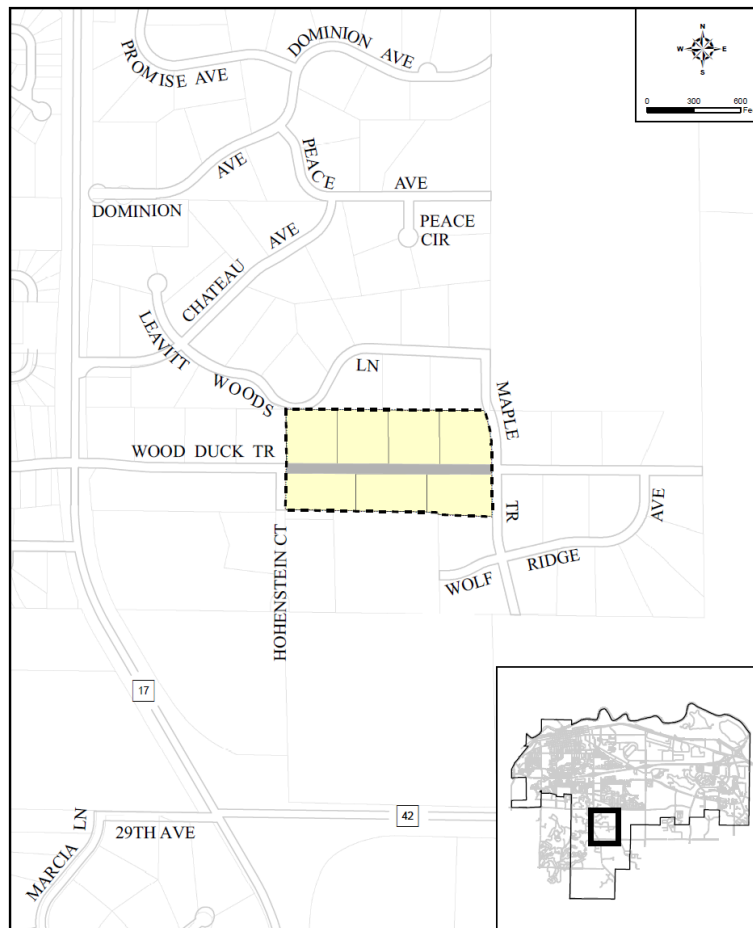 N
W E
S
0 300 600
Fe
PROMISE AVE
DOMINION AVE
DOMINION AVE
PEACE AVE
PEACE
CIR
CHATEAU AVE
LEAVITT WOODS LN
MAPLE TR
WOOD DUCK TR
HOHENSTEIN CT
WOLF RIDGE AVE
17
42
29TH AVE
MARCIA LN